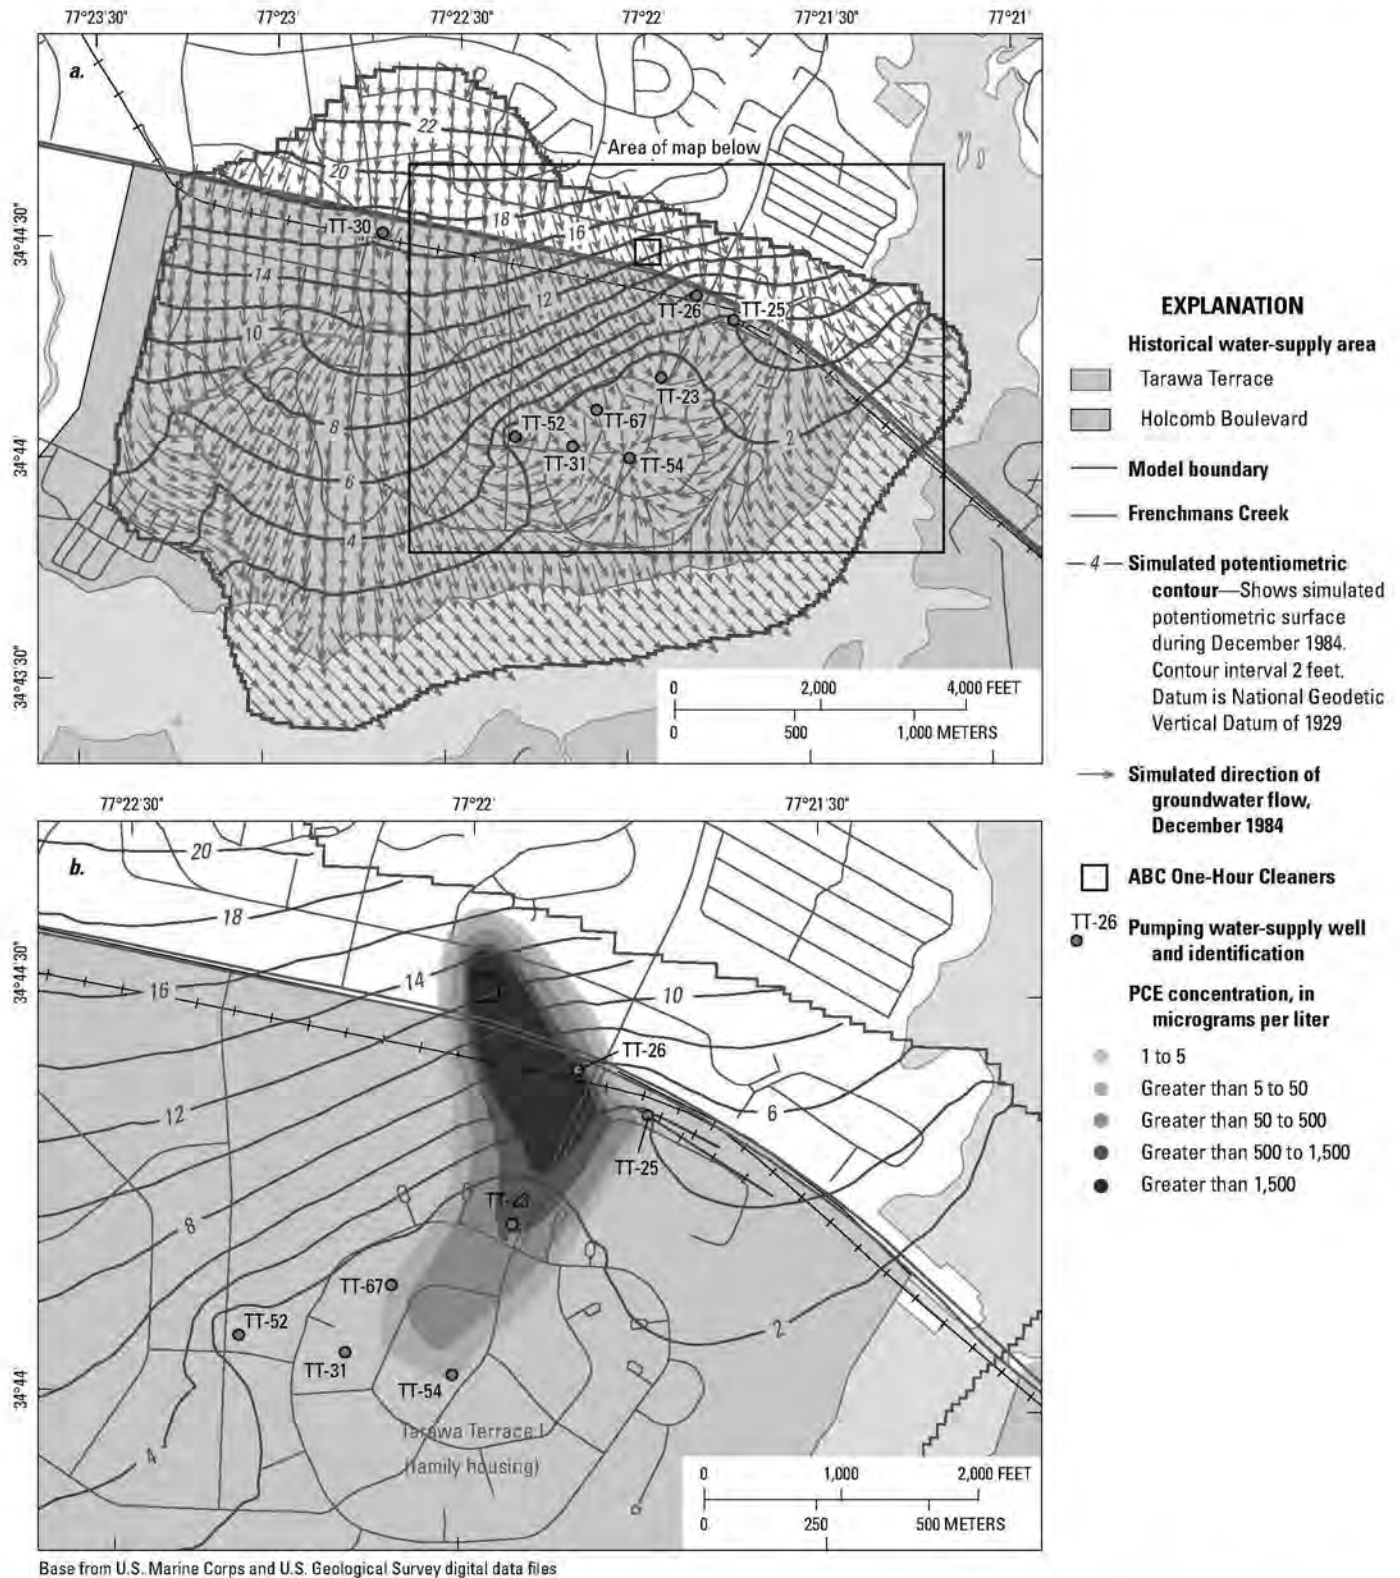 77°23'30" 77°23 77°22'30" 77°22 77°21'30" 77°21
a.
22
Area of map below
20
18
34°44'30"
TT-30
16
14
12
TT-26
TT-25
10
TT-23
8
TT-52
TT-67
2
34°44'
TT-31
TT-54
6
4
34°43'30"
0 2,000 4,000 FEET
0 500 1,000 METERS
77°22'30" 77°22' 77°21'30"
b.
20
18
34°44'30"
14
16
10
TT-26
12
6
TT-25
8
TT-67
TT-52
2
TT-31
34°44'
TT-54
Tarawa Terrace I
(family housing)
4
0 1,000 2,000 FEET
0 250 500 METERS
Base from U.S. Marine Corps and U.S. Geological Survey digital data files
EXPLANATION
Historical water-supply area
Tarawa Terrace
Holcomb Boulevard
Model boundary
Frenchmans Creek
4 Simulated potentiometric
contour—Shows simulated
potentiometric surface
during December 1984.
Contour interval 2 feet.
Datum is National Geodetic
Vertical Datum of 1929
Simulated direction of
groundwater flow,
December 1984
ABC One-Hour Cleaners
TT-26 Pumping water-supply well
and identification
PCE concentration, in
micrograms per liter
1 to 5
Greater than 5 to 50
Greater than 50 to 500
Greater than 500 to 1,500
Greater than 1,500